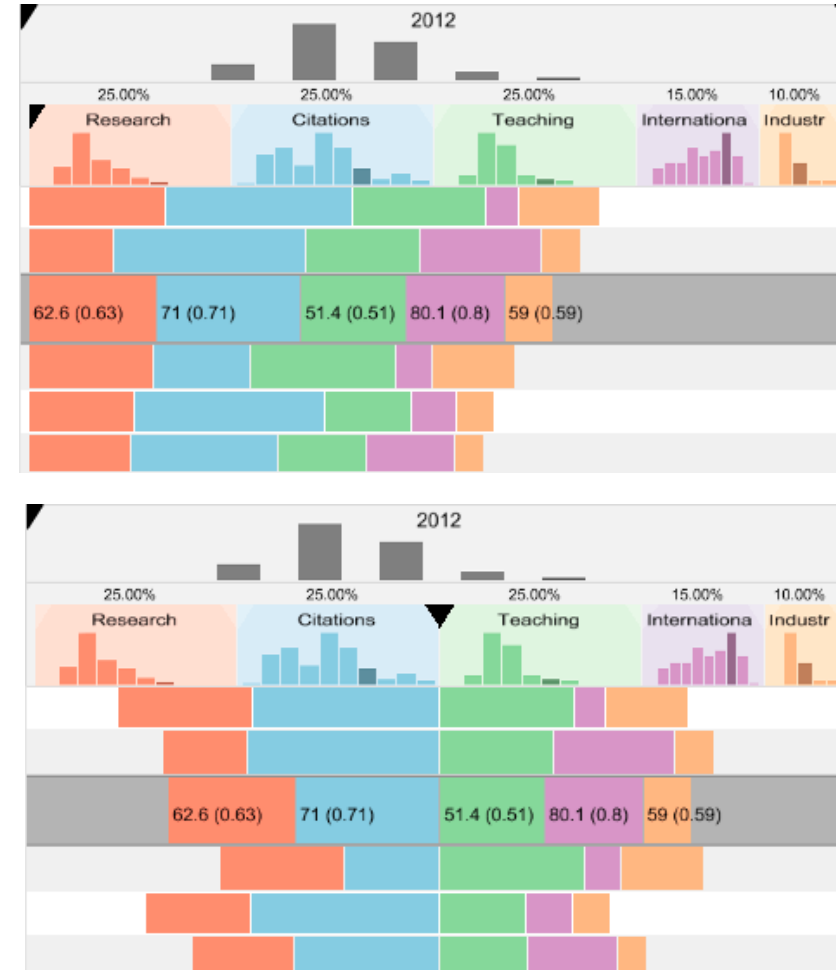 2012
25.00% 25.00% 25.00% 15.00% 10.00%
Research Citations Teaching Internationa Industr
62.6 (0.63) 71 (0.71) 51.4 (0.51) 80.1 (0.8) 59 (0.59)
2012
25.00% 25.00% 25.00% 15.00% 10.00%
Research Citations Teaching Internationa Industr
62.6 (0.63) 71 (0.71) 51.4 (0.51) 80.1 (0.8) 59 (0.59)